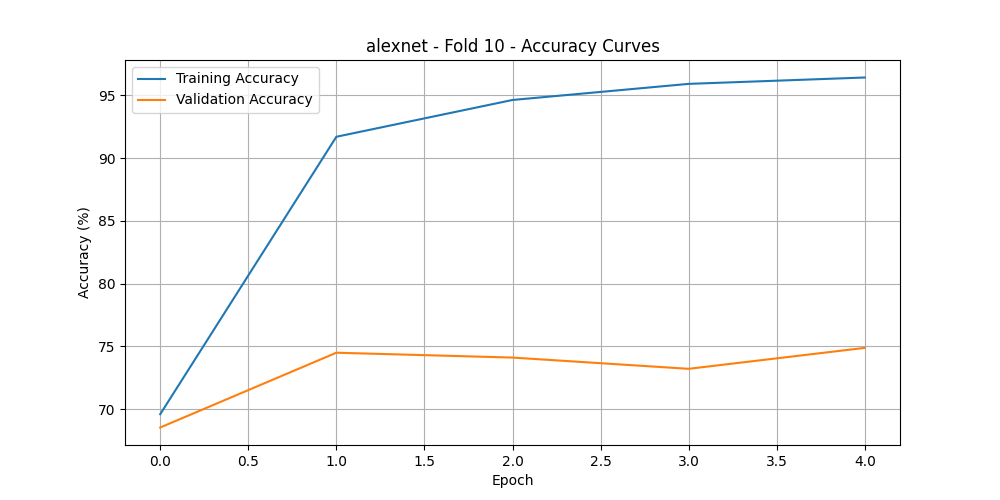 alexnet - Fold 10 - Accuracy Curves
Training Accuracy
Validation Accuracy
Accuracy (%)
95
90
85
80
75
70
0.0 0.5 1.0 1.5 2.0 2.5 3.0 3.5 4.0
Epoch